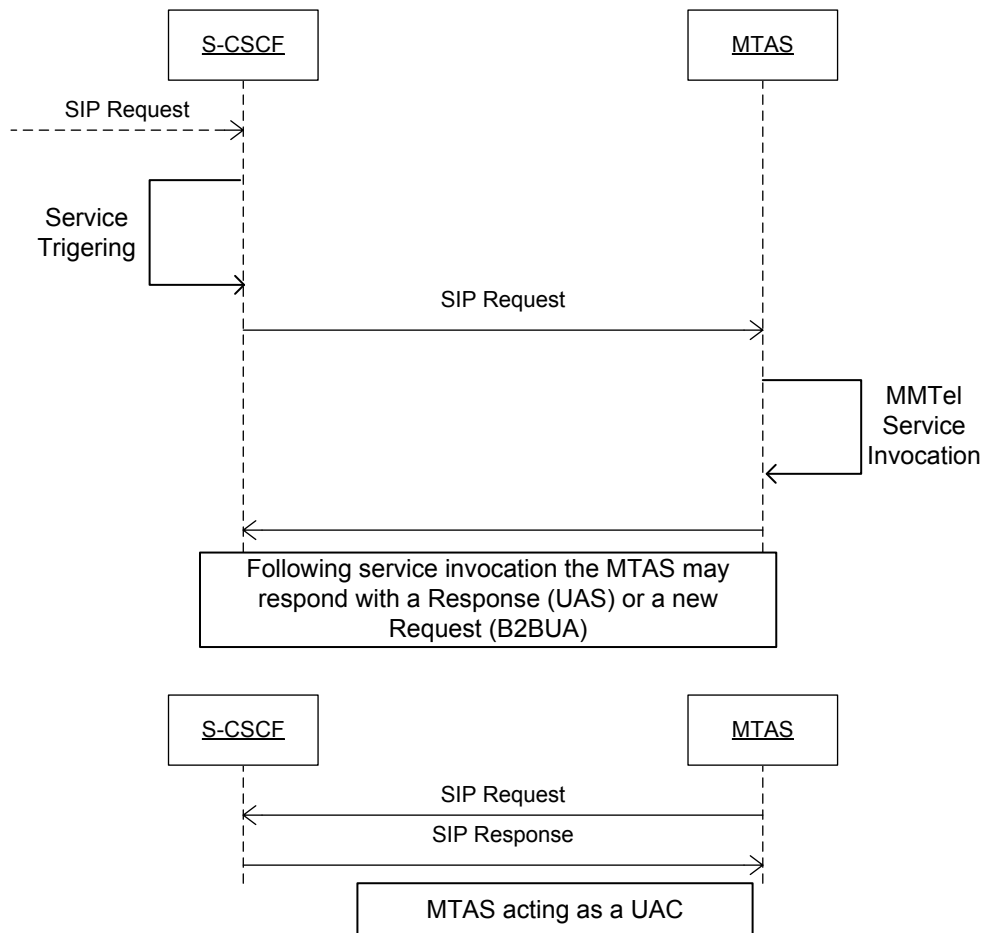 S-CSCF
MTAS
SIP Request
Service
Trigering
SIP Request
MMTel
Service
Invocation
Following service invocation the MTAS may
respond with a Response (UAS) or a new
Request (B2BUA)
S-CSCF
MTAS
SIP Request
SIP Response
MTAS acting as a UAC